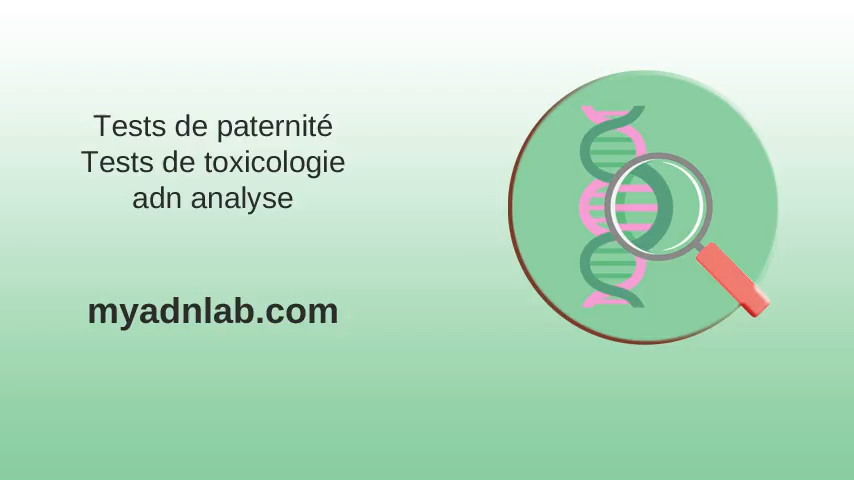 Tests de paternité
Tests de toxicologie
adn analyse
myadnlab.com